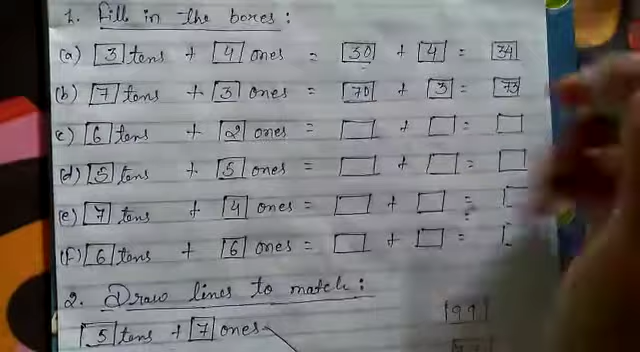 1. Fill in the boxes :
(a) 3 tens + 4 ones = 30 + 4 = 34
(b) 7 tens + 3 ones = 70 + 3 = 73
(c) 6 tens + 2 ones = + =
(d) 5 tens + 5 ones = + =
(e) 7 tens + 4 ones = + =
(f) 6 tens + 6 ones = + =
2. Draw lines to match :
5 tens + 7 ones 99